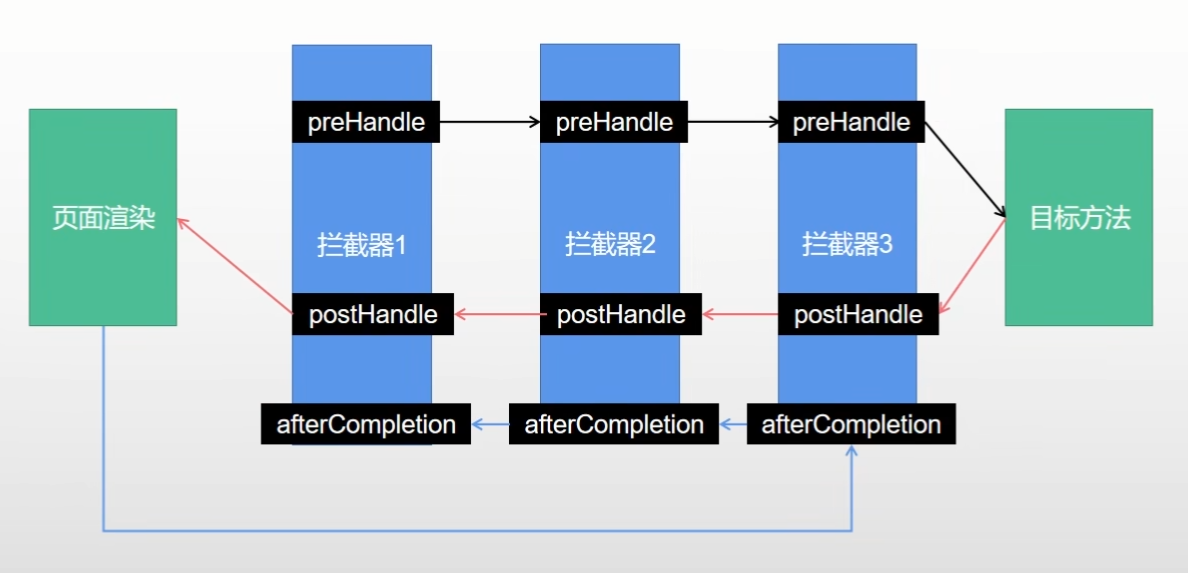 preHandle
preHandle
preHandle
页面渲染
拦截器1
拦截器2
拦截器3
目标方法
postHandle
postHandle
postHandle
afterCompletion
afterCompletion
afterCompletion